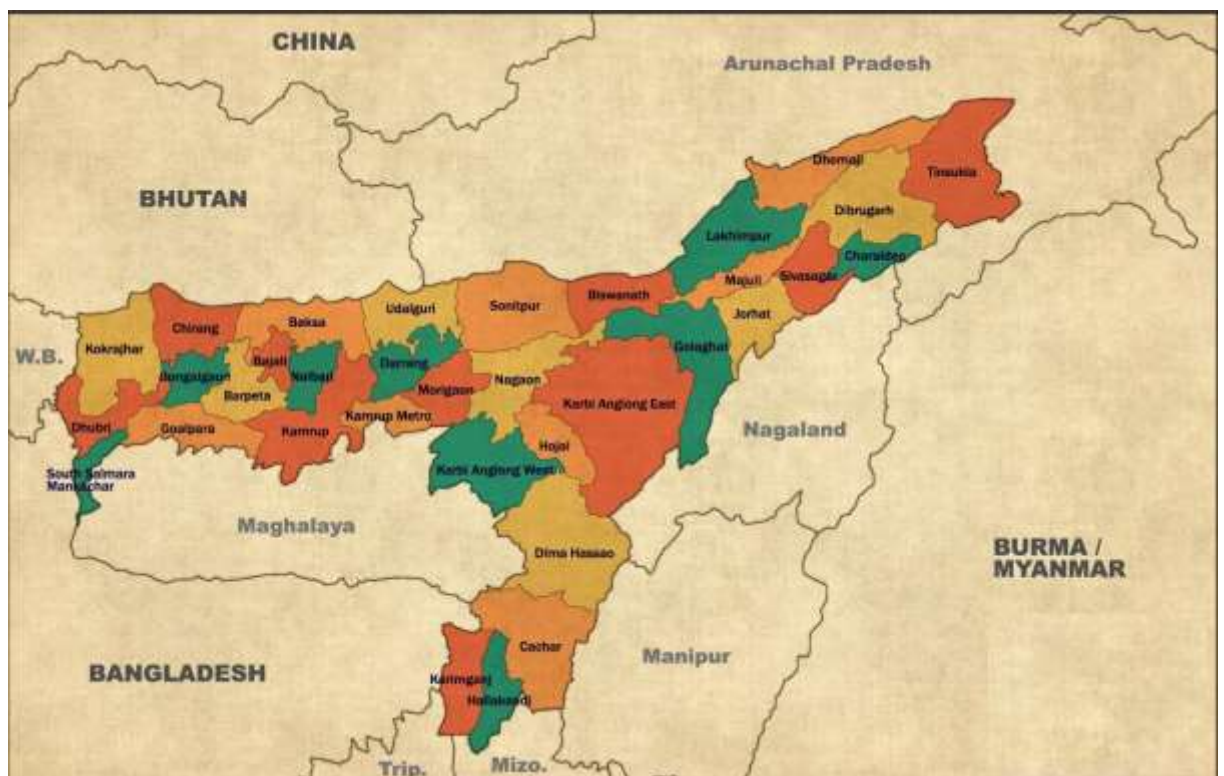 CHINA
Arunachal Pradesh
Dhemaji
Tinsukia
BHUTAN
Dibrugarh
Lakhimpur
Charaideo
Majuli
Sivasagar
Biswanath
Sonitpur
Udalguri
Baksa
Chirang
Jorhat
Kokrajhar
W.B.
Golaghat
Bajali
Darrang
Nalbari
Bongaigaon
Nagaon
Morigaon
Barpeta
Karbi Anglong East
Kamrup Metro
Dhubri
Goalpara
Kamrup
Nagaland
Hojai
Karbi Anglong West
South Salmara
Mankachar
Maghalaya
Dima Hasao
BURMA /
MYANMAR
Cachar
Manipur
BANGLADESH
Karimganj
Hailakandi
Trip.
Mizo.